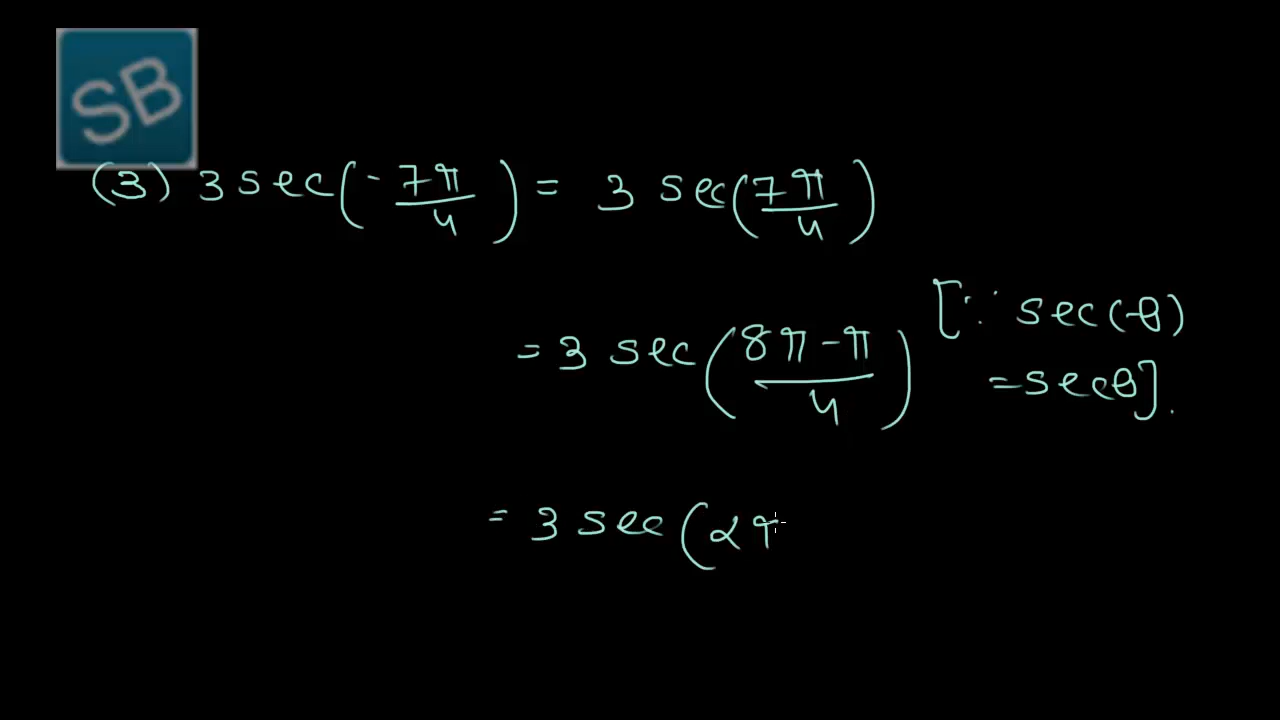 SB
(3) 3 sec(-7π/4) = 3 sec(7π/4)
= 3 sec(8π-π/4) [∵ sec(-θ)
= secθ].
= 3 sec(2π